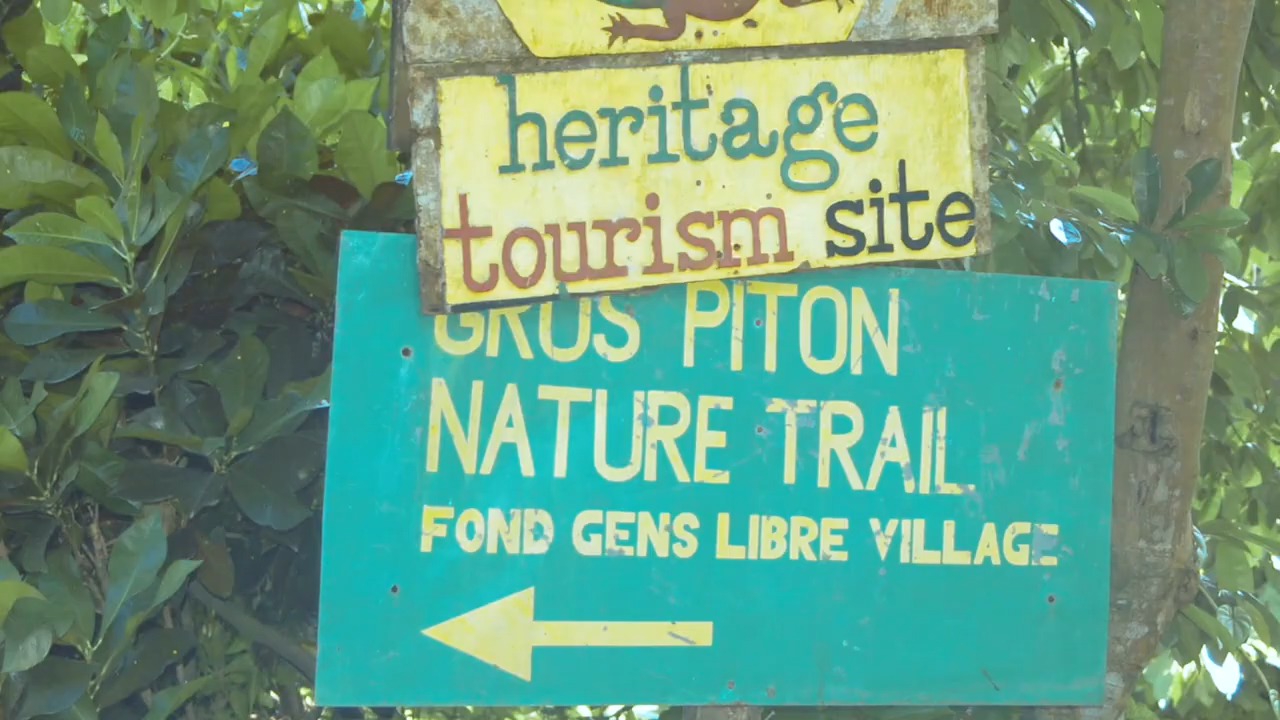 heritage
tourism site
GROS PITON
NATURE TRAIL
FOND GENS LIBRE VILLAGE